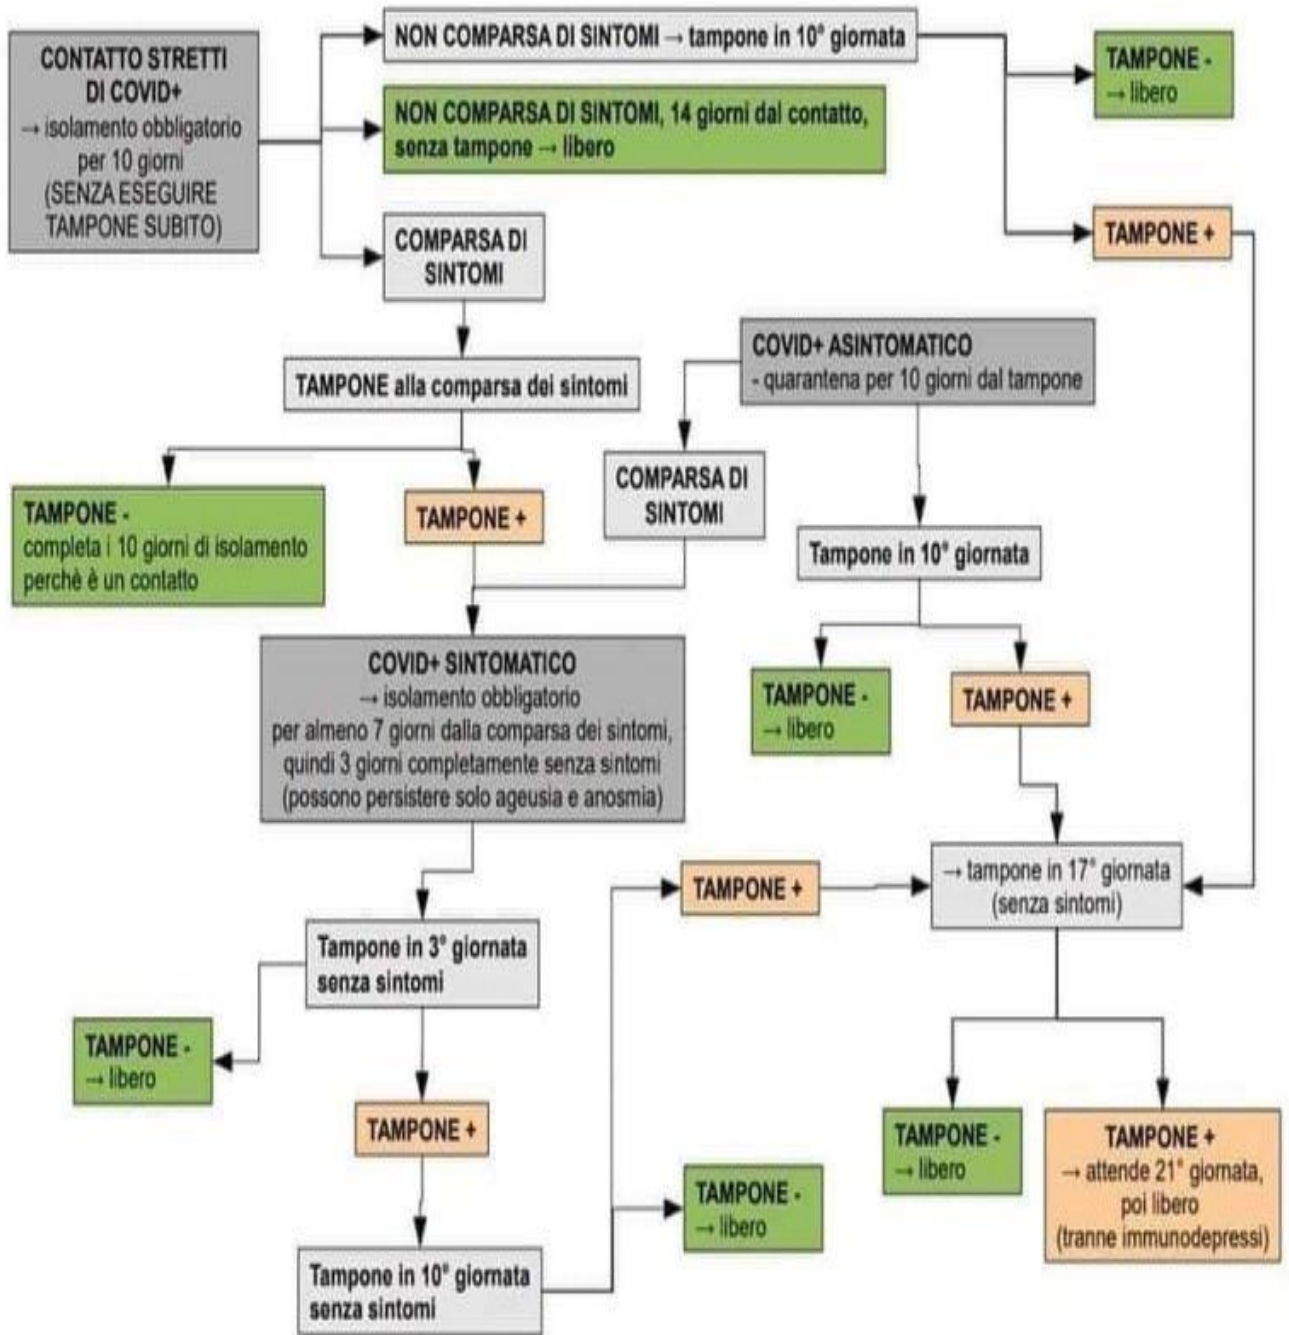 CONTATTO STRETTI
DI COVID+
→ isolamento obbligatorio
per 10 giorni
(SENZA ESEGUIRE
TAMPONE SUBITO)
NON COMPARSA DI SINTOMI → tampone in 10° giornata
NON COMPARSA DI SINTOMI, 14 giorni dal contatto,
senza tampone → libero
TAMPONE -
→ libero
TAMPONE +
COMPARSA DI
SINTOMI
TAMPONE alla comparsa dei sintomi
COVID+ ASINTOMATICO
- quarantena per 10 giorni dal tampone
TAMPONE -
completa i 10 giorni di isolamento
perchè è un contatto
TAMPONE +
COMPARSA DI
SINTOMI
Tampone in 10° giornata
COVID+ SINTOMATICO
→ isolamento obbligatorio
per almeno 7 giorni dalla comparsa dei sintomi,
quindi 3 giorni completamente senza sintomi
(possono persistere solo ageusia e anosmia)
TAMPONE -
→ libero
TAMPONE +
TAMPONE +
→ tampone in 17° giornata
(senza sintomi)
Tampone in 3° giornata
senza sintomi
TAMPONE -
→ libero
TAMPONE +
TAMPONE -
→ libero
TAMPONE +
→ attende 21° giornata,
poi libero
(tranne immunodepressi)
TAMPONE -
→ libero
Tampone in 10° giornata
senza sintomi